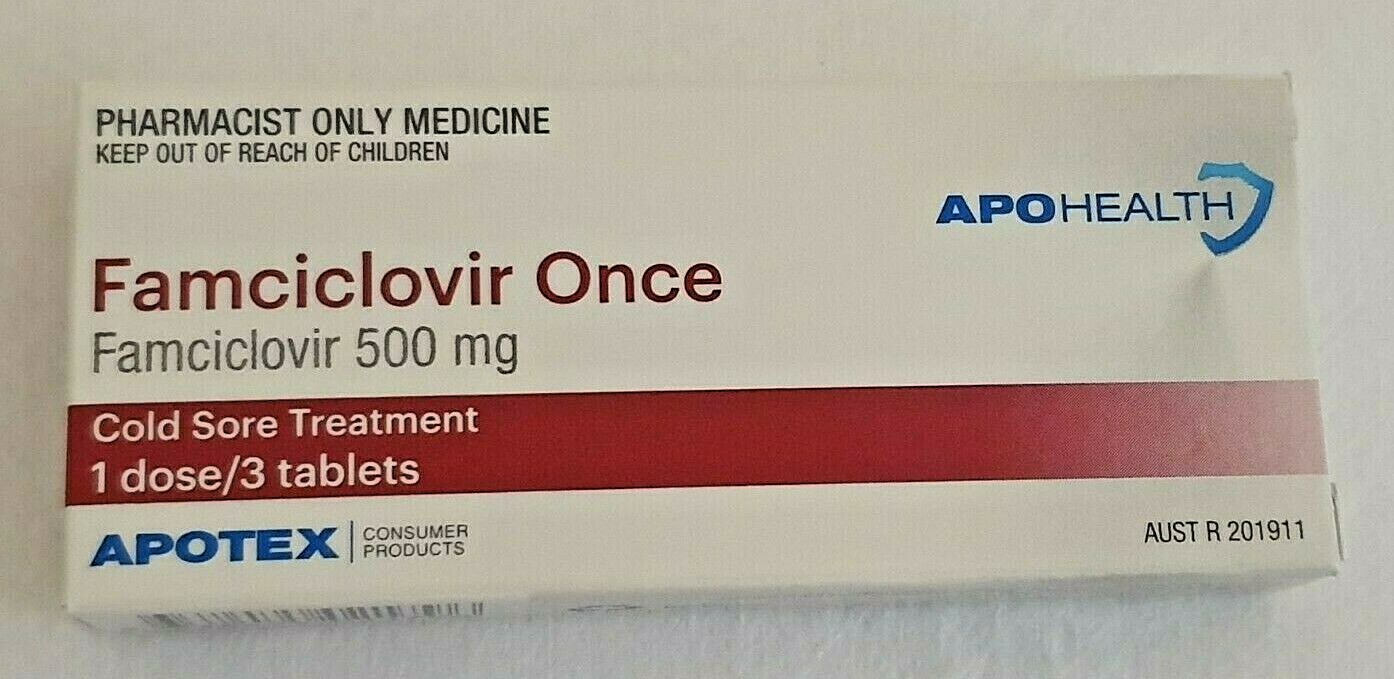 PHARMACIST ONLY MEDICINE
KEEP OUT OF REACH OF CHILDREN
APOHEALTH
Famciclovir Once
Famciclovir 500 mg
Cold Sore Treatment
1 dose/3 tablets
APOTEX CONSUMER
PRODUCTS
AUST R 201911